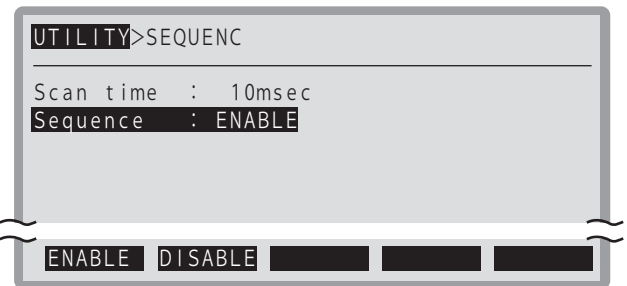 UTILITY>SEQUENC
Scan time : 10msec
Sequence : ENABLE
ENABLE DISABLE